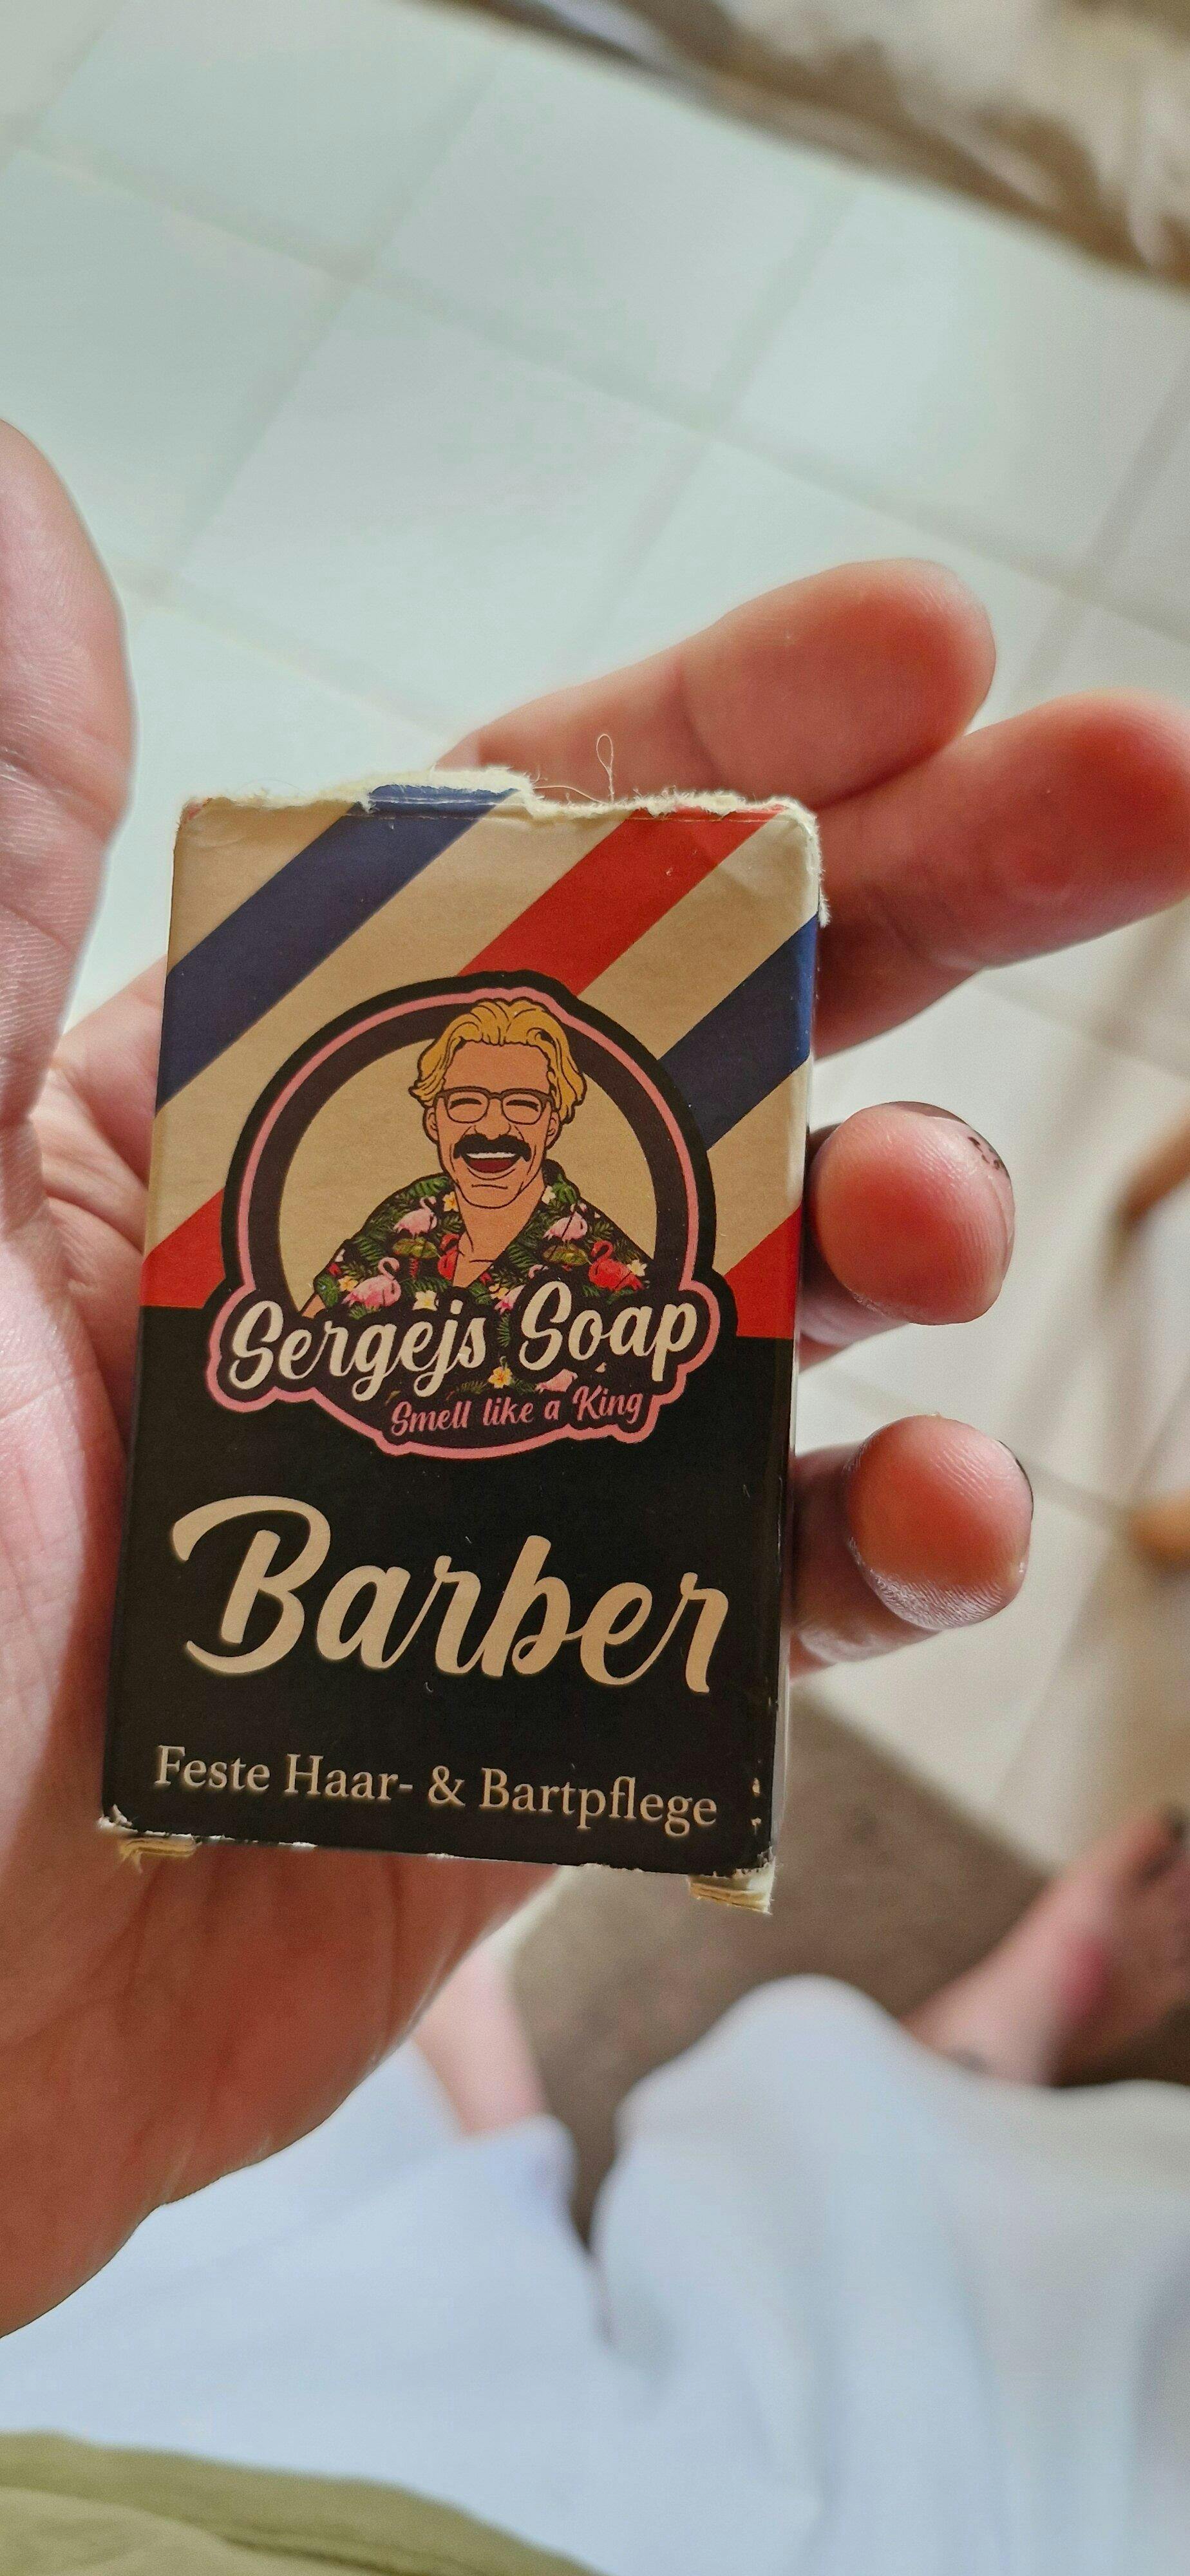 Sergejs Soap
Smell like a King
Barber
Feste Haar- & Bartpflege